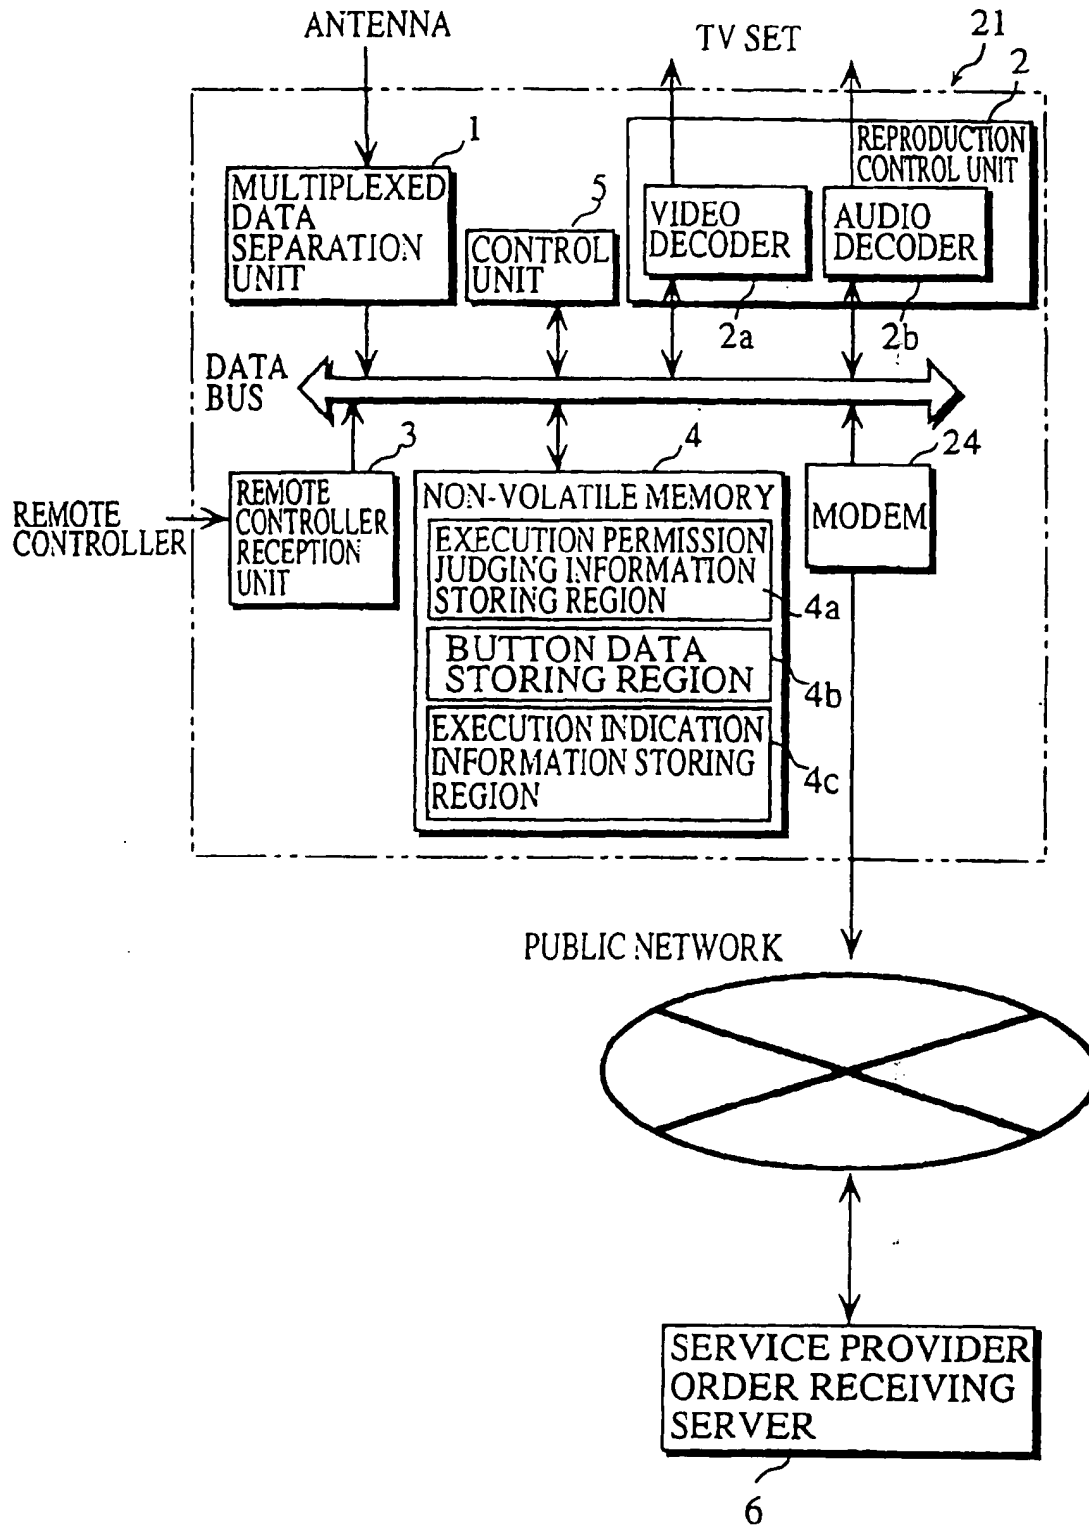 ANTENNA
TV SET
21
2
1
REPRODUCTION
CONTROL UNIT
MULTIPLEXED
DATA
SEPARATION
UNIT
5
CONTROL
UNIT
VIDEO
DECODER
AUDIO
DECODER
2a
2b
DATA
BUS
3
4
24
REMOTE
CONTROLLER
REMOTE
CONTROLLER
RECEPTION
UNIT
NON-VOLATILE MEMORY
EXECUTION PERMISSION
JUDGING INFORMATION
STORING REGION
4a
BUTTON DATA
STORING REGION
4b
EXECUTION INDICATION
INFORMATION STORING
REGION
4c
MODEM
PUBLIC NETWORK
SERVICE PROVIDER
ORDER RECEIVING
SERVER
6